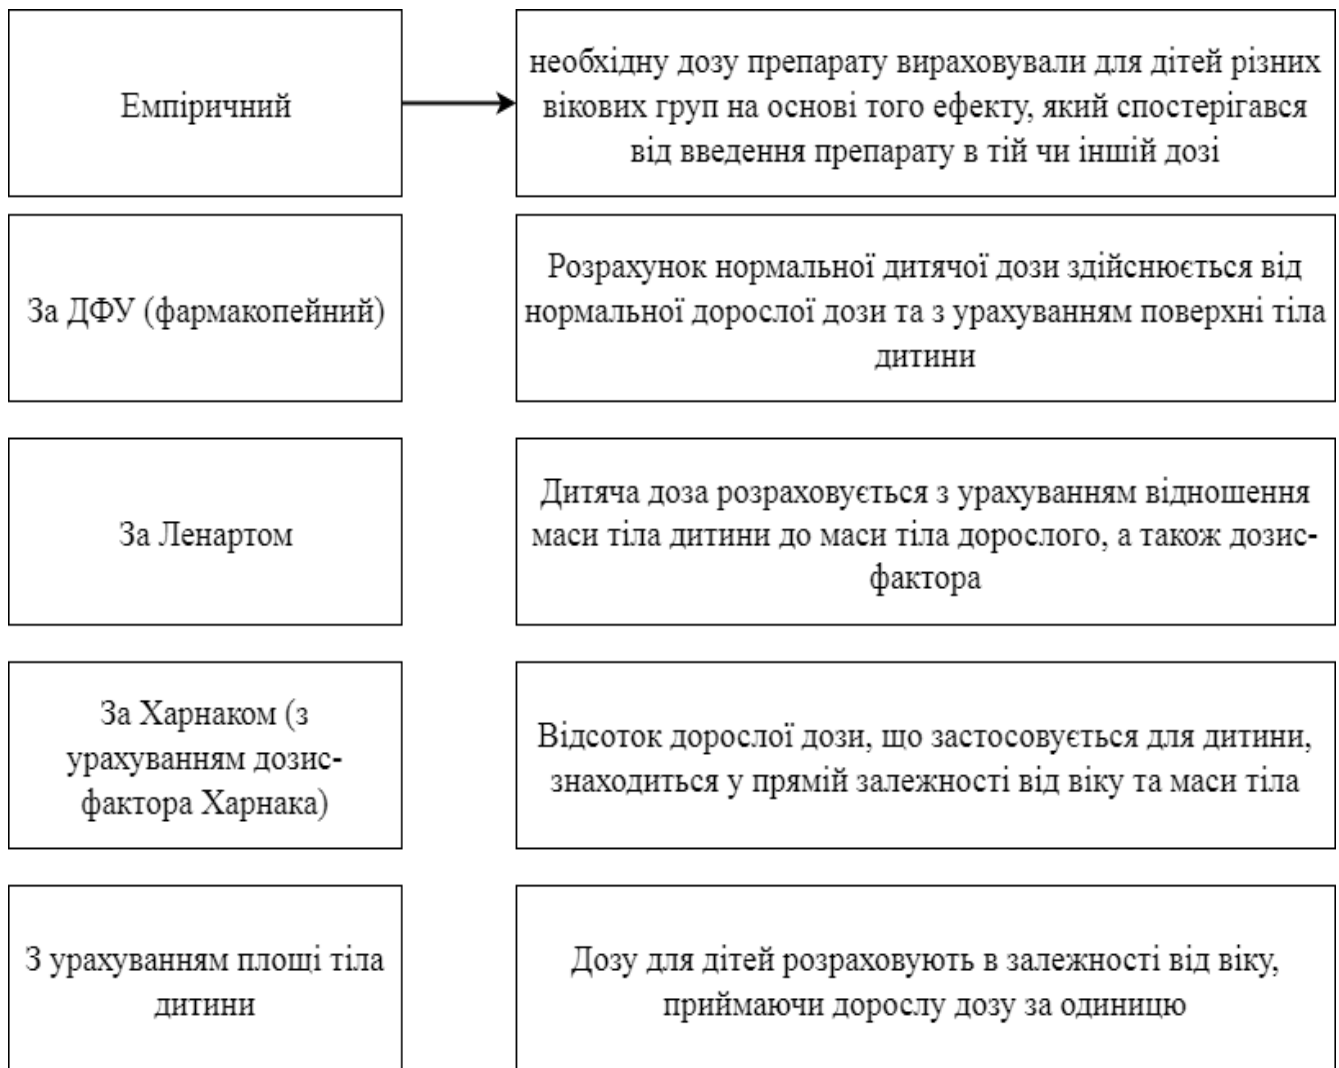 Емпіричний
необхідну дозу препарату вираховували для дітей різних
вікових груп на основі того ефекту, який спостерігався
від введення препарату в тій чи іншій дозі
За ДФУ (фармакопейний)
Розрахунок нормальної дитячої дози здійснюється від
нормальної дорослої дози та з урахуванням поверхні тіла
дитини
За Ленартом
Дитяча доза розраховується з урахуванням відношення
маси тіла дитини до маси тіла дорослого, а також дозис-
фактора
За Харнаком (з
урахуванням дозис-
фактора Харнака)
Відсоток дорослої дози, що застосовується для дитини,
знаходиться у прямій залежності від віку та маси тіла
З урахуванням площі тіла
дитини
Дозу для дітей розраховують в залежності від віку,
приймаючи дорослу дозу за одиницю